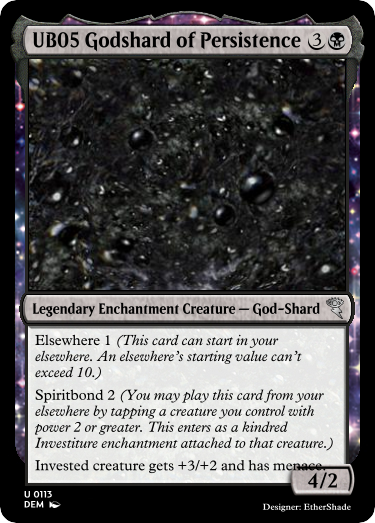 UB05 Godshard of Persistence 3
Legendary Enchantment Creature — God-Shard
Elsewhere 1 (This card can start in your
elsewhere. An elsewhere's starting value can't
exceed 10.)
Spiritbond 2 (You may play this card from your
elsewhere by tapping a creature you control with
power 2 or greater. This enters as a kindred
Investiture enchantment attached to that creature.)
Invested creature gets +3/+2 and has menace.
4/2
U 0113
DEM
Designer: EtherShade